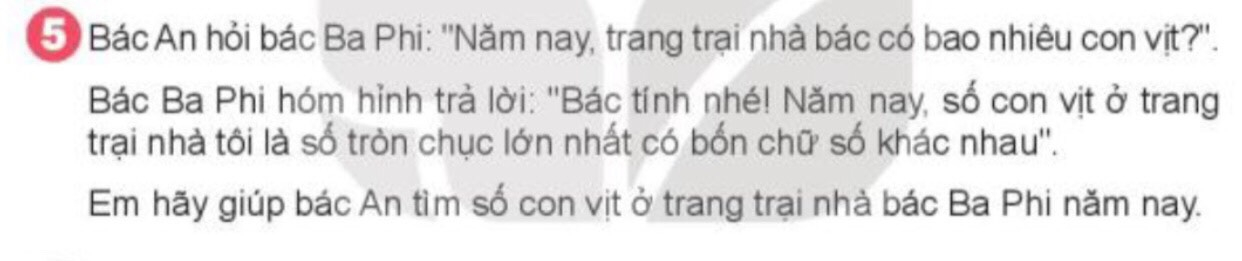 5 Bác An hỏi bác Ba Phi: "Năm nay, trang trại nhà bác có bao nhiêu con vịt?".
Bác Ba Phi hóm hỉnh trả lời: "Bác tính nhé! Năm nay, số con vịt ở trang
trại nhà tôi là số tròn chục lớn nhất có bốn chữ số khác nhau".
Em hãy giúp bác An tìm số con vịt ở trang trại nhà bác Ba Phi năm nay.